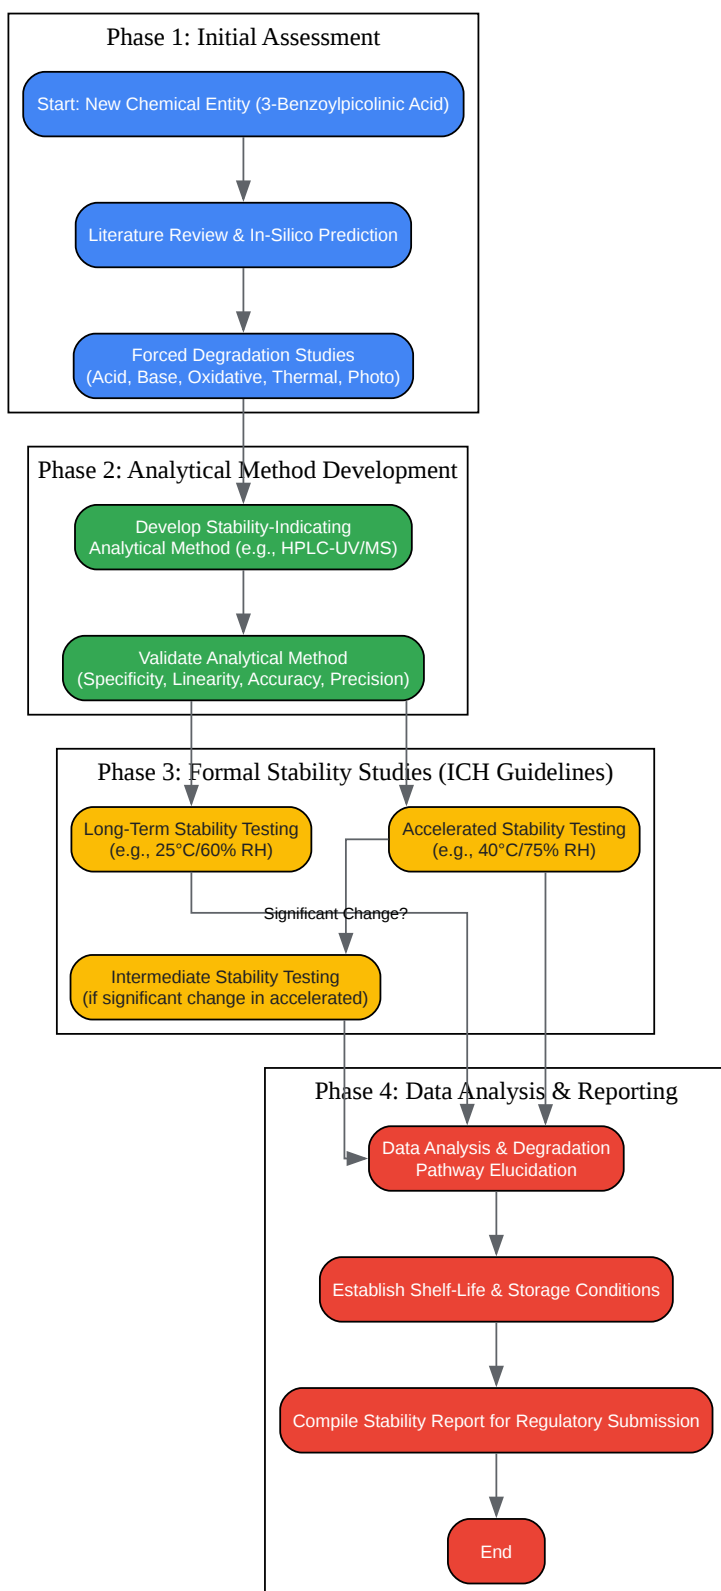 Phase 1: Initial Assessment
Start: New Chemical Entity (3-Benzoylpicolinic Acid)
Literature Review & In-Silico Prediction
Forced Degradation Studies
(Acid, Base, Oxidative, Thermal, Photo)
Phase 2: Analytical Method Development
Develop Stability-Indicating
Analytical Method (e.g., HPLC-UV/MS)
Validate Analytical Method
(Specificity, Linearity, Accuracy, Precision)
Phase 3: Formal Stability Studies (ICH Guidelines)
Long-Term Stability Testing
(e.g., 25°C/60% RH)
Accelerated Stability Testing
(e.g., 40°C/75% RH)
Significant Change?
Intermediate Stability Testing
(if significant change in accelerated)
Phase 4: Data Analysis & Reporting
Data Analysis & Degradation
Pathway Elucidation
Establish Shelf-Life & Storage Conditions
Compile Stability Report for Regulatory Submission
End